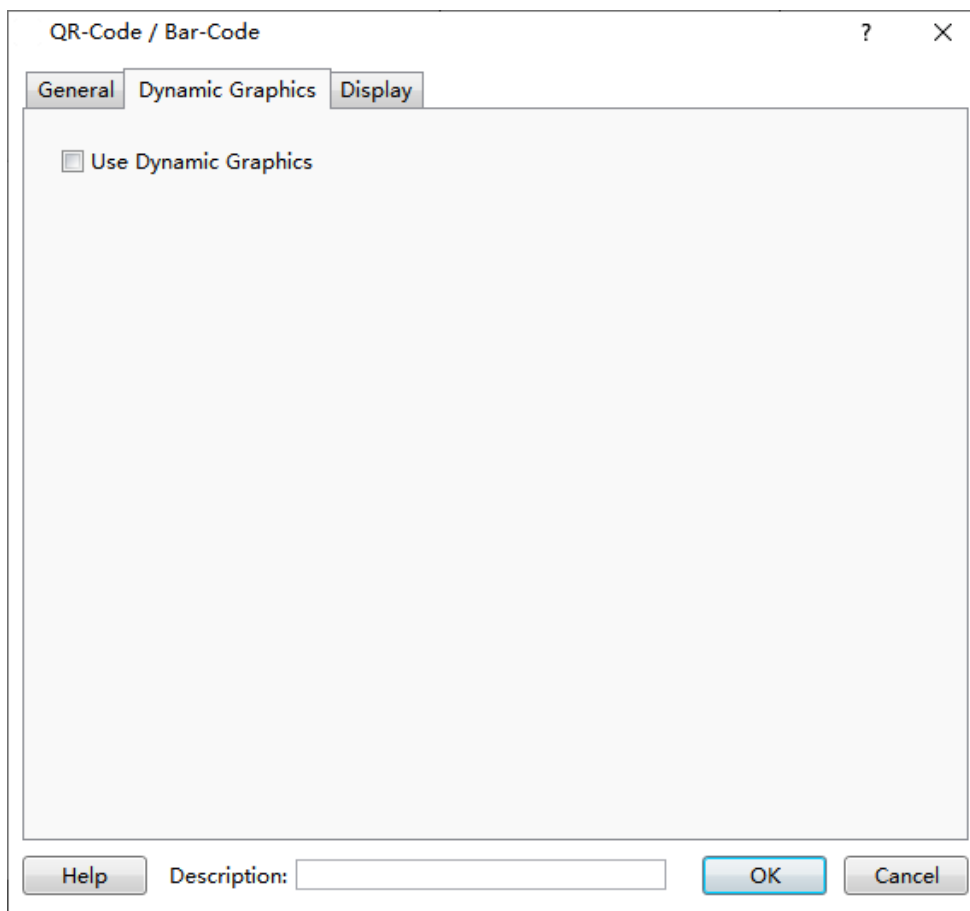 QR-Code / Bar-Code ?
General Dynamic Graphics Display
Use Dynamic Graphics
Help Description: OK Cancel